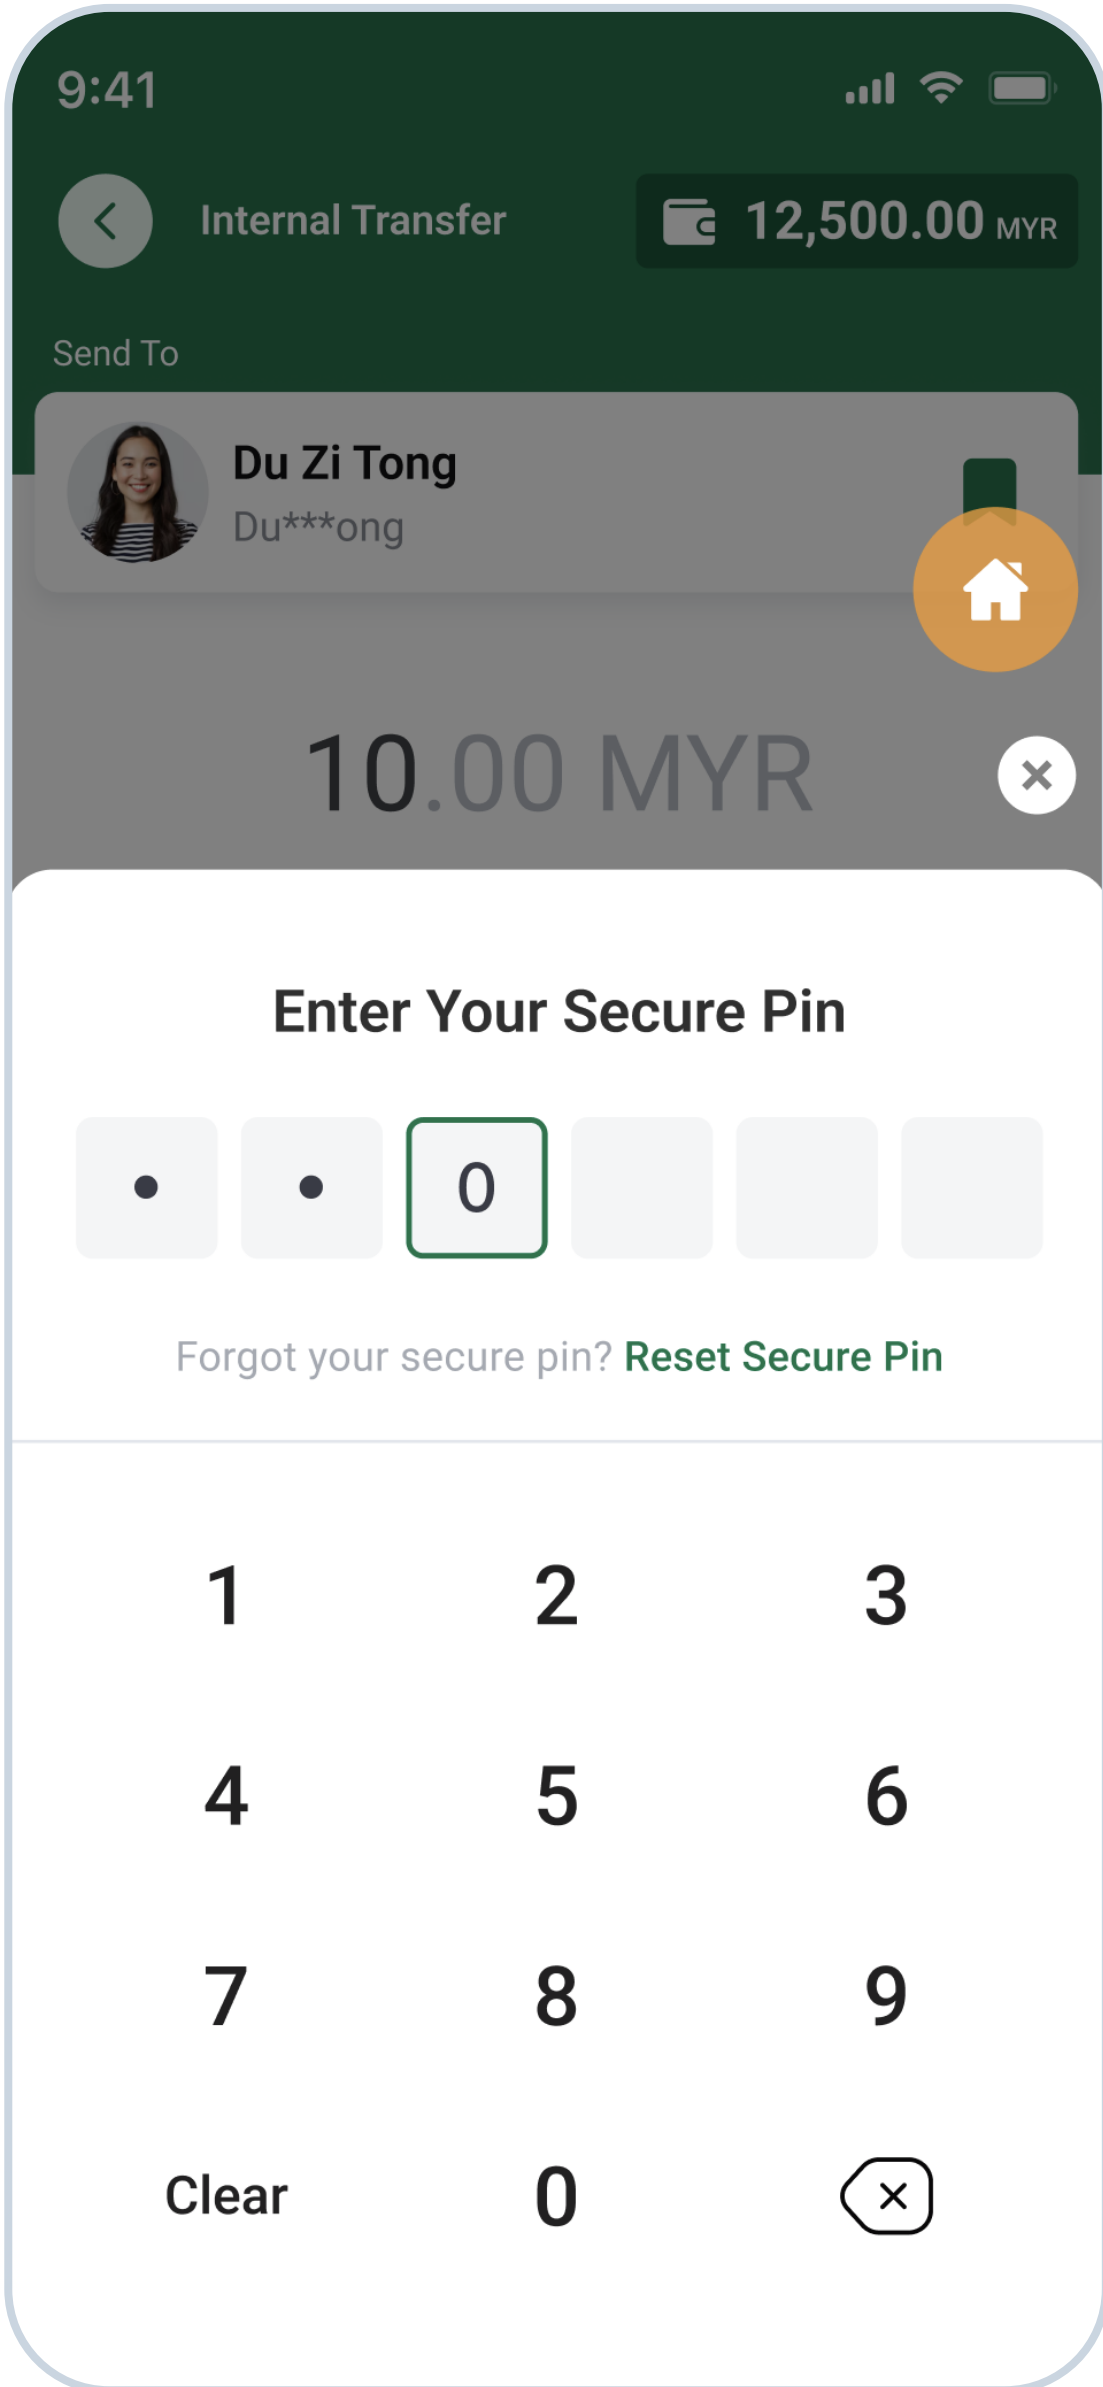 9:41
Internal Transfer
12,500.00 MYR
Send To
Du Zi Tong
Du***ong
10.00 MYR
Enter Your Secure Pin
0
Forgot your secure pin? Reset Secure Pin
1 2 3
4 5 6
7 8 9
Clear 0